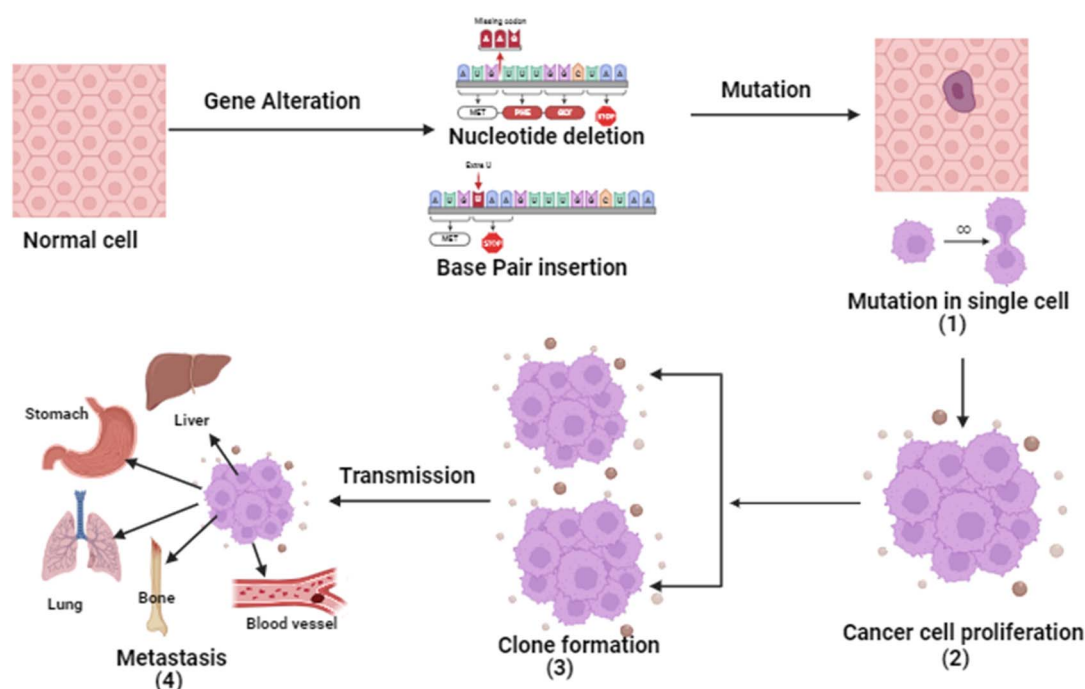 Missing codon
A A G
A U G U U U G G C U A A
MET PHE GLY STOP
Gene Alteration
Nucleotide deletion
Mutation
Normal cell
Extra U
A U G U A A G U U U G G C U A A
MET STOP
Base Pair insertion
∞
Mutation in single cell
(1)
Cancer cell proliferation
(2)
Clone formation
(3)
Transmission
Liver
Stomach
Lung
Bone
Blood vessel
Metastasis
(4)